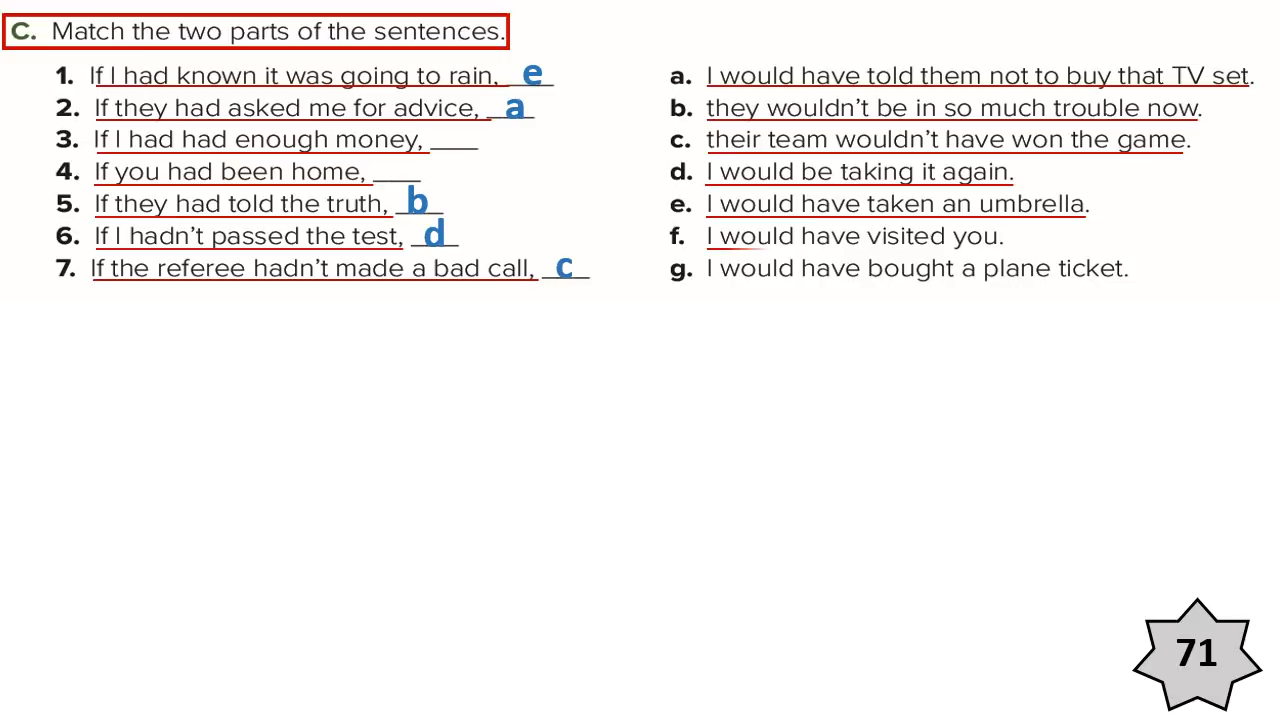 C. Match the two parts of the sentences.
1. If I had known it was going to rain, e
2. If they had asked me for advice, a
3. If I had had enough money, ____
4. If you had been home, ____
5. If they had told the truth, b
6. If I hadn't passed the test, d
7. If the referee hadn't made a bad call, c
a. I would have told them not to buy that TV set.
b. they wouldn't be in so much trouble now.
c. their team wouldn't have won the game.
d. I would be taking it again.
e. I would have taken an umbrella.
f. I would have visited you.
g. I would have bought a plane ticket.
71